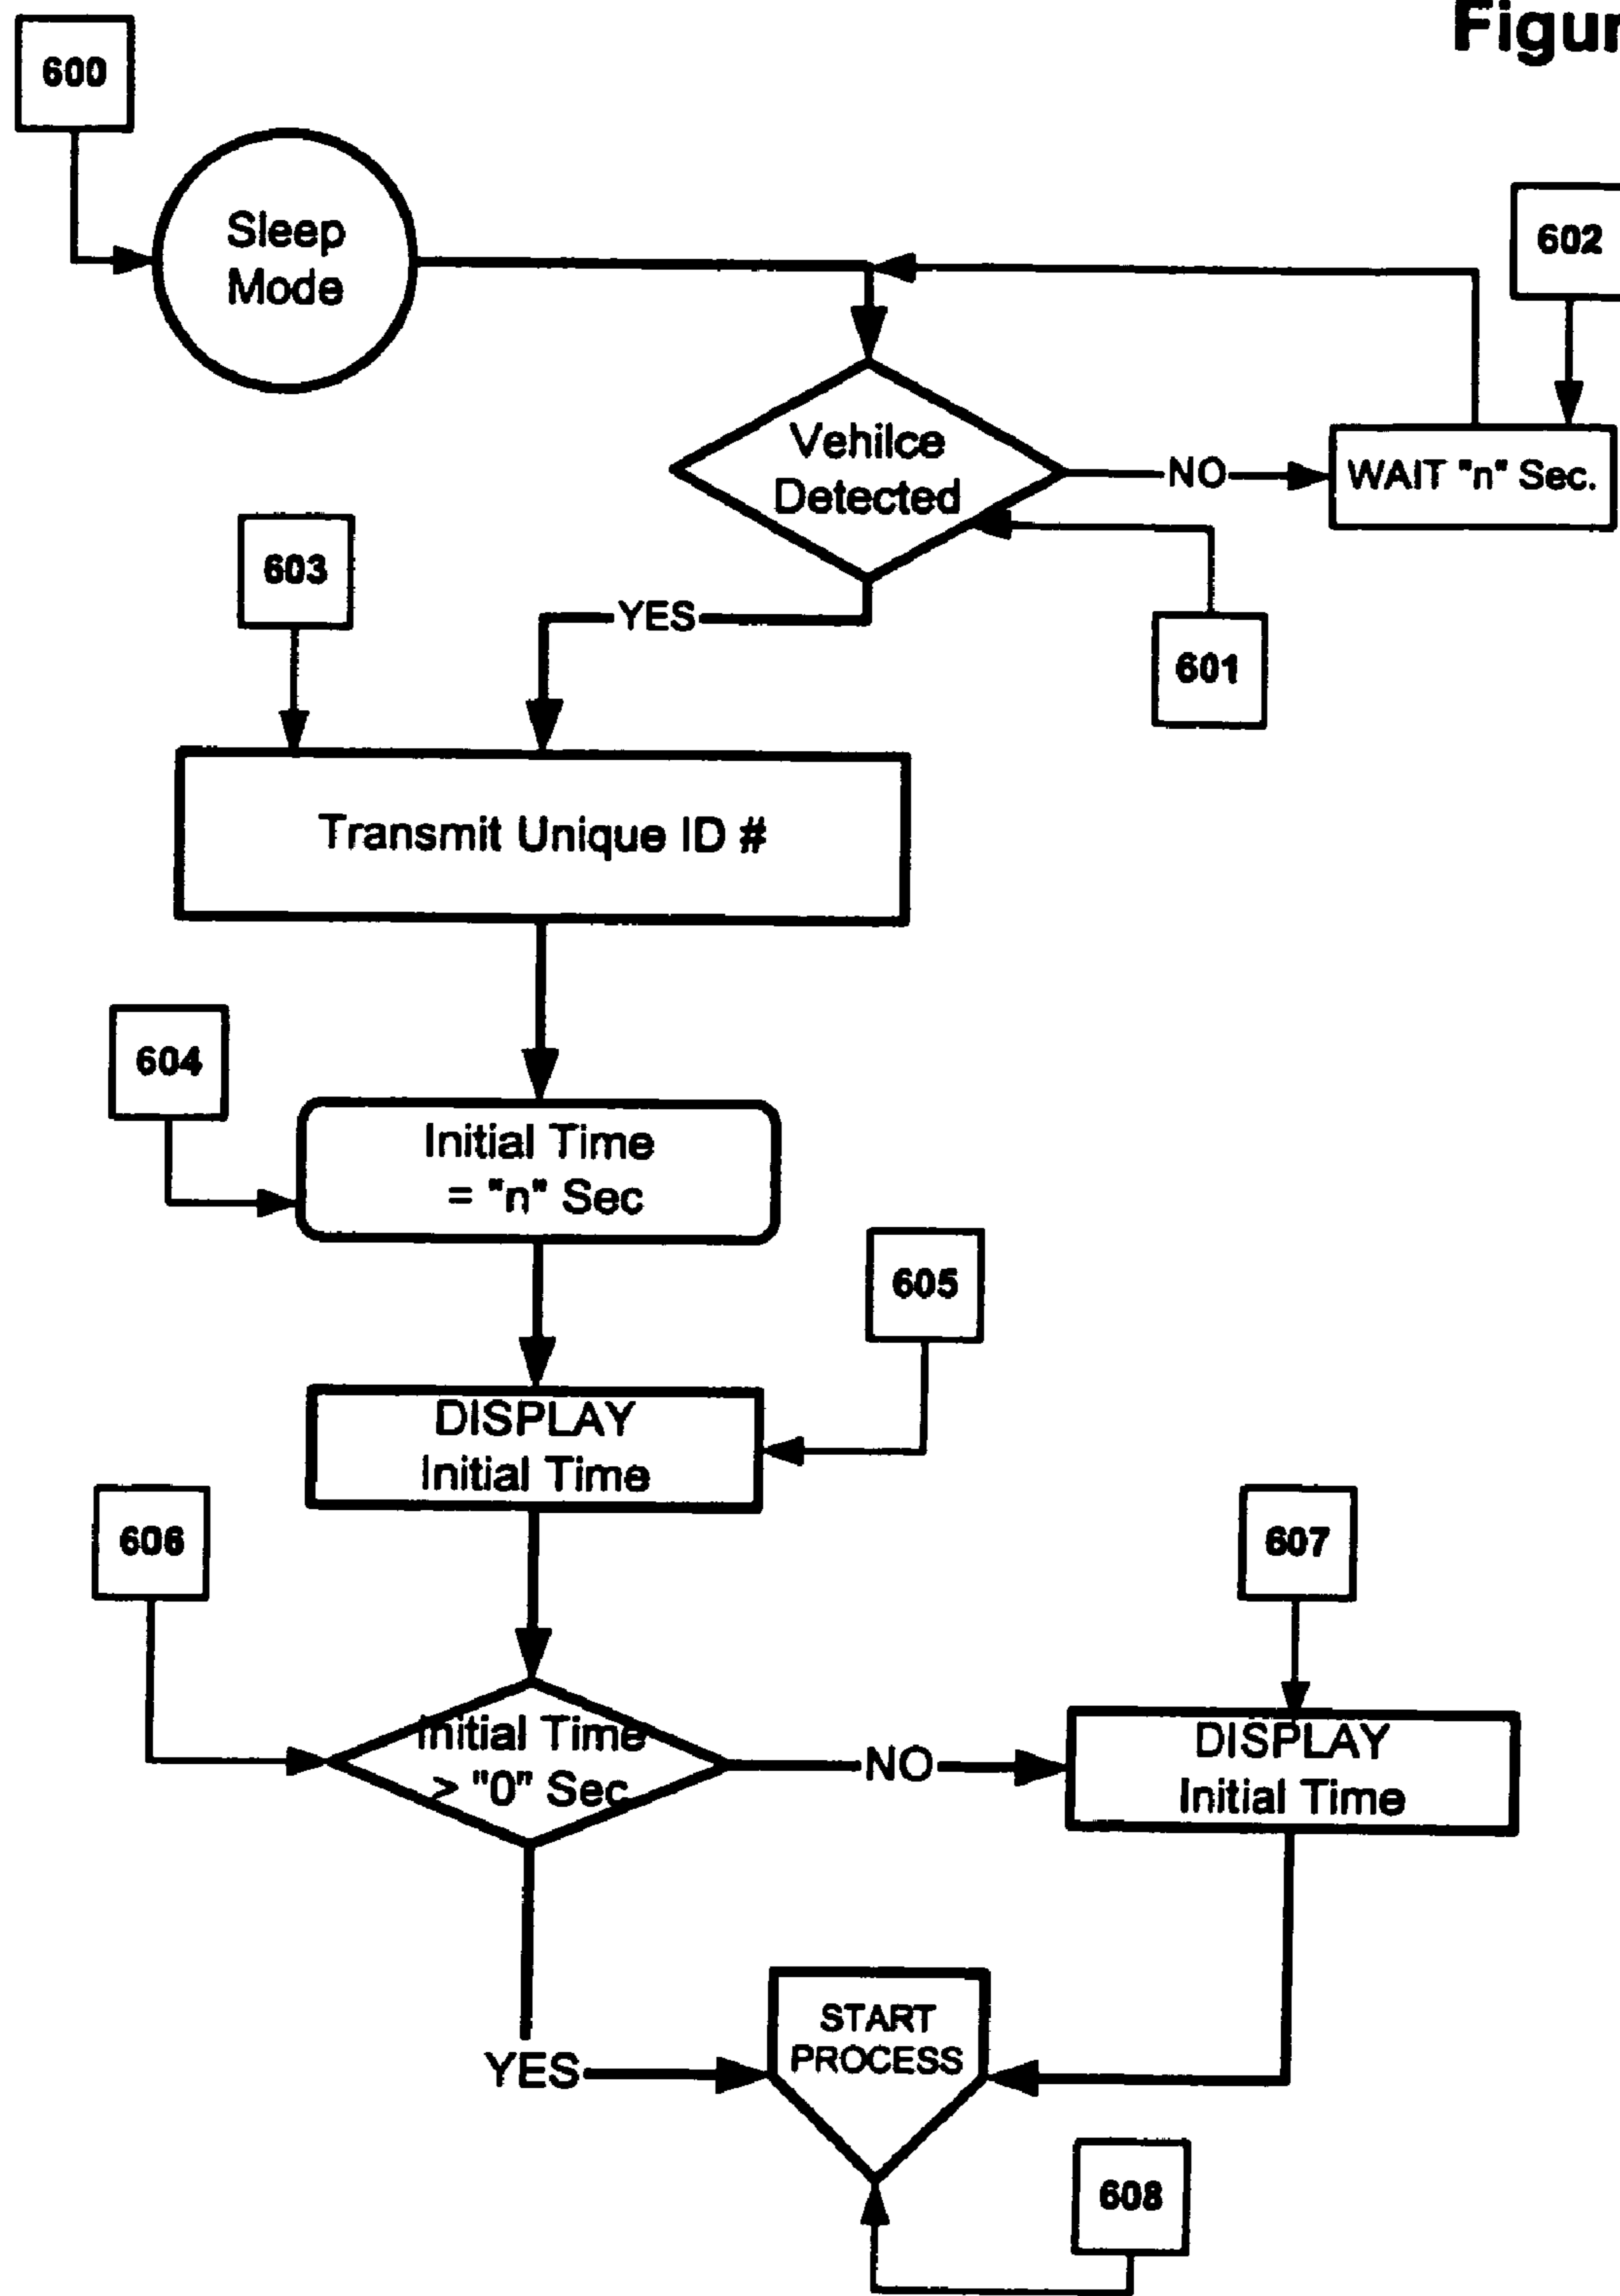 Figur
600
Sleep
Mode
602
Vehilce
Detected
NO
WAIT "n" Sec.
603
YES
601
Transmit Unique ID #
604
Initial Time
= "n" Sec
605
DISPLAY
Initial Time
606
607
Initial Time
> "0" Sec
NO
DISPLAY
Initial Time
START
PROCESS
YES
608